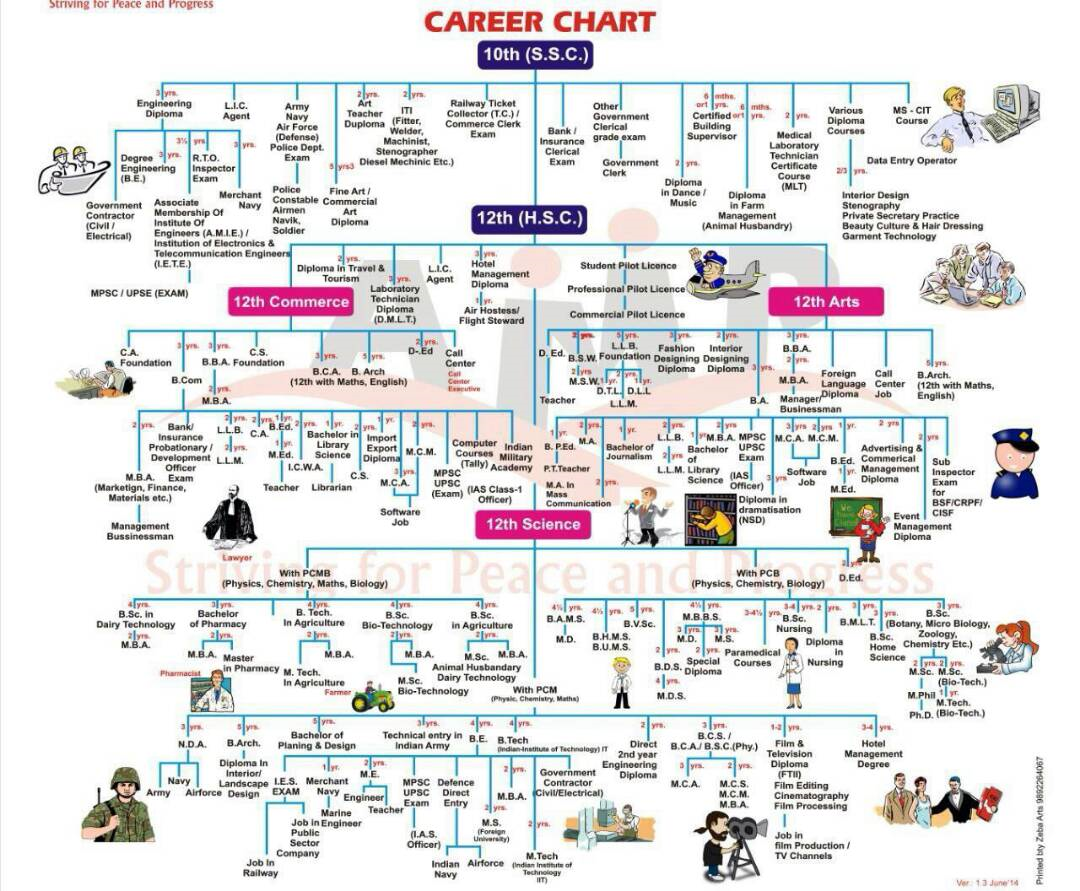 Striving for Peace and Progress
CAREER CHART
10th (S.S.C.)
3 yrs.
Engineering
Diploma
L.I.C.
Agent
Army
Navy
Air Force
(Defense)
Police Dept.
Exam
2 yrs.
Art
Teacher
Duploma
2 yrs.
ITI
(Fitter,
Welder,
Machinist,
Stenographer
Diesel Mechinic Etc.)
Railway Ticket
Collector (T.C.) /
Commerce Clerk
Exam
Bank /
Insurance
Clerical
Exam
Other
Government
Clerical
grade exam
Government
Clerk
6 mths.
or1 yrs.
Certified
Building
Supervisor
6 mths.
or1 yrs.
2 yrs.
Medical
Laboratory
Technician
Certificate
Course
(MLT)
Various
Diploma
Courses
MS - CIT
Course
Data Entry Operator
3 yrs.
Degree
Engineering
(B.E.)
3½ yrs
R.T.O.
Inspector
Exam
3 yrs.
Merchant
Navy
Government
Contractor
(Civil /
Electrical)
Associate
Membership Of
Institute Of
Engineers (A.M.I.E.) /
Institution of Electronics &
Telecommunication Engineers
(I.E.T.E.)
MPSC / UPSE (EXAM)
Police
Constable
Airmen
Navik,
Soldier
5 yrs3
Fine Art /
Commercial
Art
Diploma
2 yrs.
Diploma
in Dance /
Music
Diploma
in Farm
Management
(Animal Husbandry)
2/3 yrs.
Interior Design
Stenography
Private Secretary Practice
Beauty Culture & Hair Dressing
Garment Technology
12th (H.S.C.)
2 yrs.
Diploma in Travel &
Tourism
3 yrs.
Laboratory
Technician
Diploma
(D.M.L.T.)
L.I.C.
Agent
3 yrs.
Hotel
Management
Diploma
1 yr.
Air Hostess/
Flight Steward
Student Pilot Licence
Professional Pilot Licence
Commercial Pilot Licence
12th Commerce
12th Arts
C.A.
Foundation
3 yrs.
B.Com
3 yrs.
B.B.A.
2 yrs.
M.B.A.
C.S.
Foundation
3 yrs.
B.C.A.
5 yrs.
B. Arch
(12th with Maths, English)
2 yrs.
D-.Ed
Call
Center
Call
Center
Executive
D. Ed.
Teacher
2 yrs.
B.S.W.
2 yrs
M.S.W.
5 yrs.
L.L.B.
Foundation
1yr.
D.T.L.
2 yrs.
1yr.
D.L.L
L.L.M.
3 yrs.
Fashion
Designing
Diploma
2 yrs.
Interior
Designing
Diploma
3 yrs.
B.A.
3 yrs.
B.B.A.
2 yrs.
M.B.A.
Manager/
Businessman
Foreign
Language
Diploma
Call
Center
Job
5 yrs.
B.Arch.
(12th with Maths,
English)
2 yrs.
M.B.A.
(Marketign, Finance,
Materials etc.)
Management
Bussinessman
Bank/
Insurance
Probationary /
Development
Officer
Exam
2 yrs.
L.L.B.
2 yrs.
L.L.M.
Lawyer
2 yrs.
C.A.
1 yr.
B.Ed.
1 yr.
M.Ed.
Teacher
2 yrs.
I.C.W.A.
1 yr.
Bachelor in
Library
Science
Librarian
2 yrs.
C.S.
1 yr.
Import
Export
Diploma
3 yrs.
M.C.A.
2 yrs.
M.C.M.
Software
Job
MPSC
UPSC
(Exam)
Computer
Courses
(Tally)
(IAS Class-1
Officer)
Indian
Military
Academy
1 yr.
B. P.Ed.
P.T.Teacher
2 yrs.
M.A.
M.A. In
Mass
Communication
1 yr.
Bachelor of
Journalism
2 yrs.
2 yrs.
L.L.B.
2 yrs.
L.L.M.
1 yr
Bachelor
of
Library
Science
2 yrs.
M.B.A.
MPSC
UPSC
Exam
(IAS
Officer)
3 yrs.
Diploma in
dramatisation
(NSD)
3 yrs
M.C.A.
2 yrs.
M.C.M.
Software
Job
1 yr.
B.Ed.
1 yr.
M.Ed.
2 yrs
Advertising &
Commerical
Management
Diploma
Event
Management
Diploma
2 yrs
Sub
Inspector
Exam
for
BSF/CRPF/
CISF
12th Science
Striving for Peace and Progress
With PCMB
(Physics, Chemistry, Maths, Biology)
With PCB
(Physics, Chemistry, Biology)
2 yrs.
D.Ed.
4 yrs.
B.Sc. in
Dairy Technology
2 yrs.
M.B.A.
3 yrs.
Bachelor
of Pharmacy
2 yrs.
M.B.A.
Master
in Pharmacy
Pharmacist
4 yrs.
B. Tech.
In Agriculture
2 yrs.
M. Tech.
In Agriculture
M.B.A.
Farmer
4 yrs.
B.Sc
Bio-Technology
2 yrs.
M.B.A.
M.Sc.
Bio-Technology
4 yrs.
B.Sc.
in Agriculture
2 yrs.
M.Sc.
M.B.A.
Animal Husbandary
Dairy Technology
4½ yrs.
B.A.M.S.
M.D.
4½ yrs.
B.H.M.S.
B.U.M.S.
5 yrs.
B.V.Sc.
4½ yrs.
M.B.B.S.
3 yrs.
M.D.
3 yrs.
M.S.
2 yrs.
B.D.S.
4 yrs.
M.D.S.
2 yrs.
Special
Diploma
3-4½ yrs.
Paramedical
Courses
3-4 yrs.
B.Sc.
Nursing
2 yrs.
Diploma
in
Nursing
3 yrs.
B.M.L.T.
3 yrs.
B.Sc.
Home
Science
3 yrs.
B.Sc.
(Botany, Micro Biology,
Zoology,
Chemistry Etc.)
2 yrs.
M.Sc.
M.Phil
Ph.D.
2 yrs.
M.Sc.
(Bio-Tech.)
1 yr.
M.Tech.
(Bio-Tech.)
With PCM
(Physic, Chemistry, Maths)
3 yrs.
N.D.A.
Army
Navy
Airforce
5 yrs.
B.Arch.
Diploma In
Interior/
Landscape
Design
5 yrs.
Bachelor of
Planing & Design
3 yrs.
Technical entry in
Indian Army
4 yrs.
B.E.
4 yrs.
B.Tech
(Indian-Institute of Technology) IT
I.E.S.
EXAM
Job In
Railway
Job in
Public
Sector
Company
1 yr.
Merchant
Navy
Marine
Engineer
2 yrs.
M.E.
Engineer
Teacher
MPSC
UPSC
Exam
(I.A.S.
Officer)
Defence
Direct
Entry
Indian
Navy
Airforce
2 yrs.
M.B.A.
2 yrs.
M.S.
(Foreign
University)
Government
Contractor
(Civil/Electrical)
2 yrs.
M.Tech
(Indian Institute of
Technology
IIT)
2 yrs.
Direct
2nd year
Engineering
Diploma
3 yrs.
B.C.S. /
B.C.A./ B.S.C.(Phy.)
3 yrs.
M.C.A.
2 yrs.
M.C.S.
M.C.M.
M.B.A.
1-2 yrs.
Film &
Television
Diploma
(FTII)
Film Editing
Cinematography
Film Processing
Job in
film Production /
TV Channels
3-4 yrs.
Hotel
Management
Degree
Printed bty Zeba Arts 9892264067
Ver.: 1.3 June'14